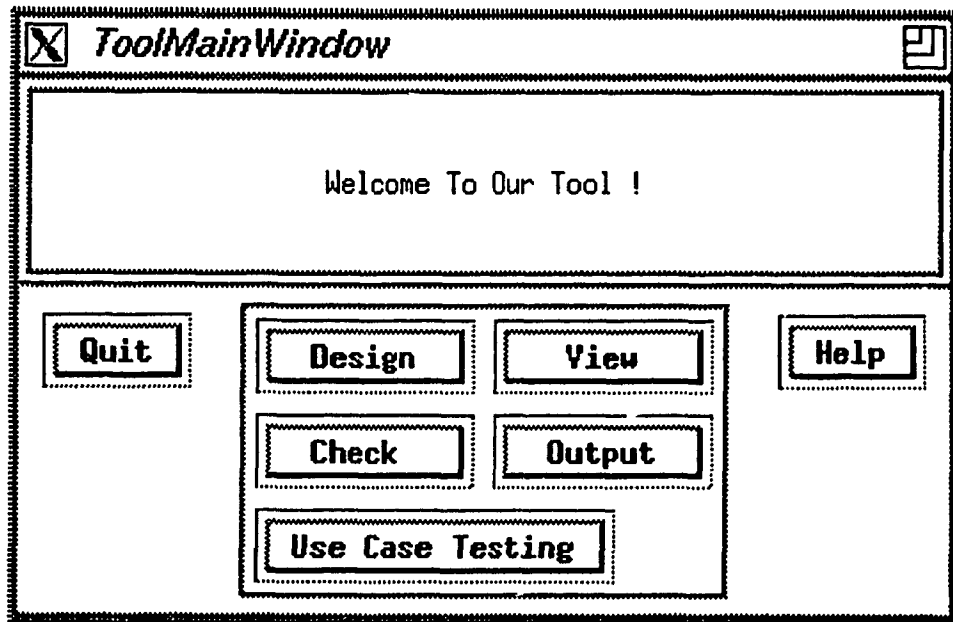 ToolMainWindow
Welcome To Our Tool !
Quit
Design
View
Help
Check
Output
Use Case Testing